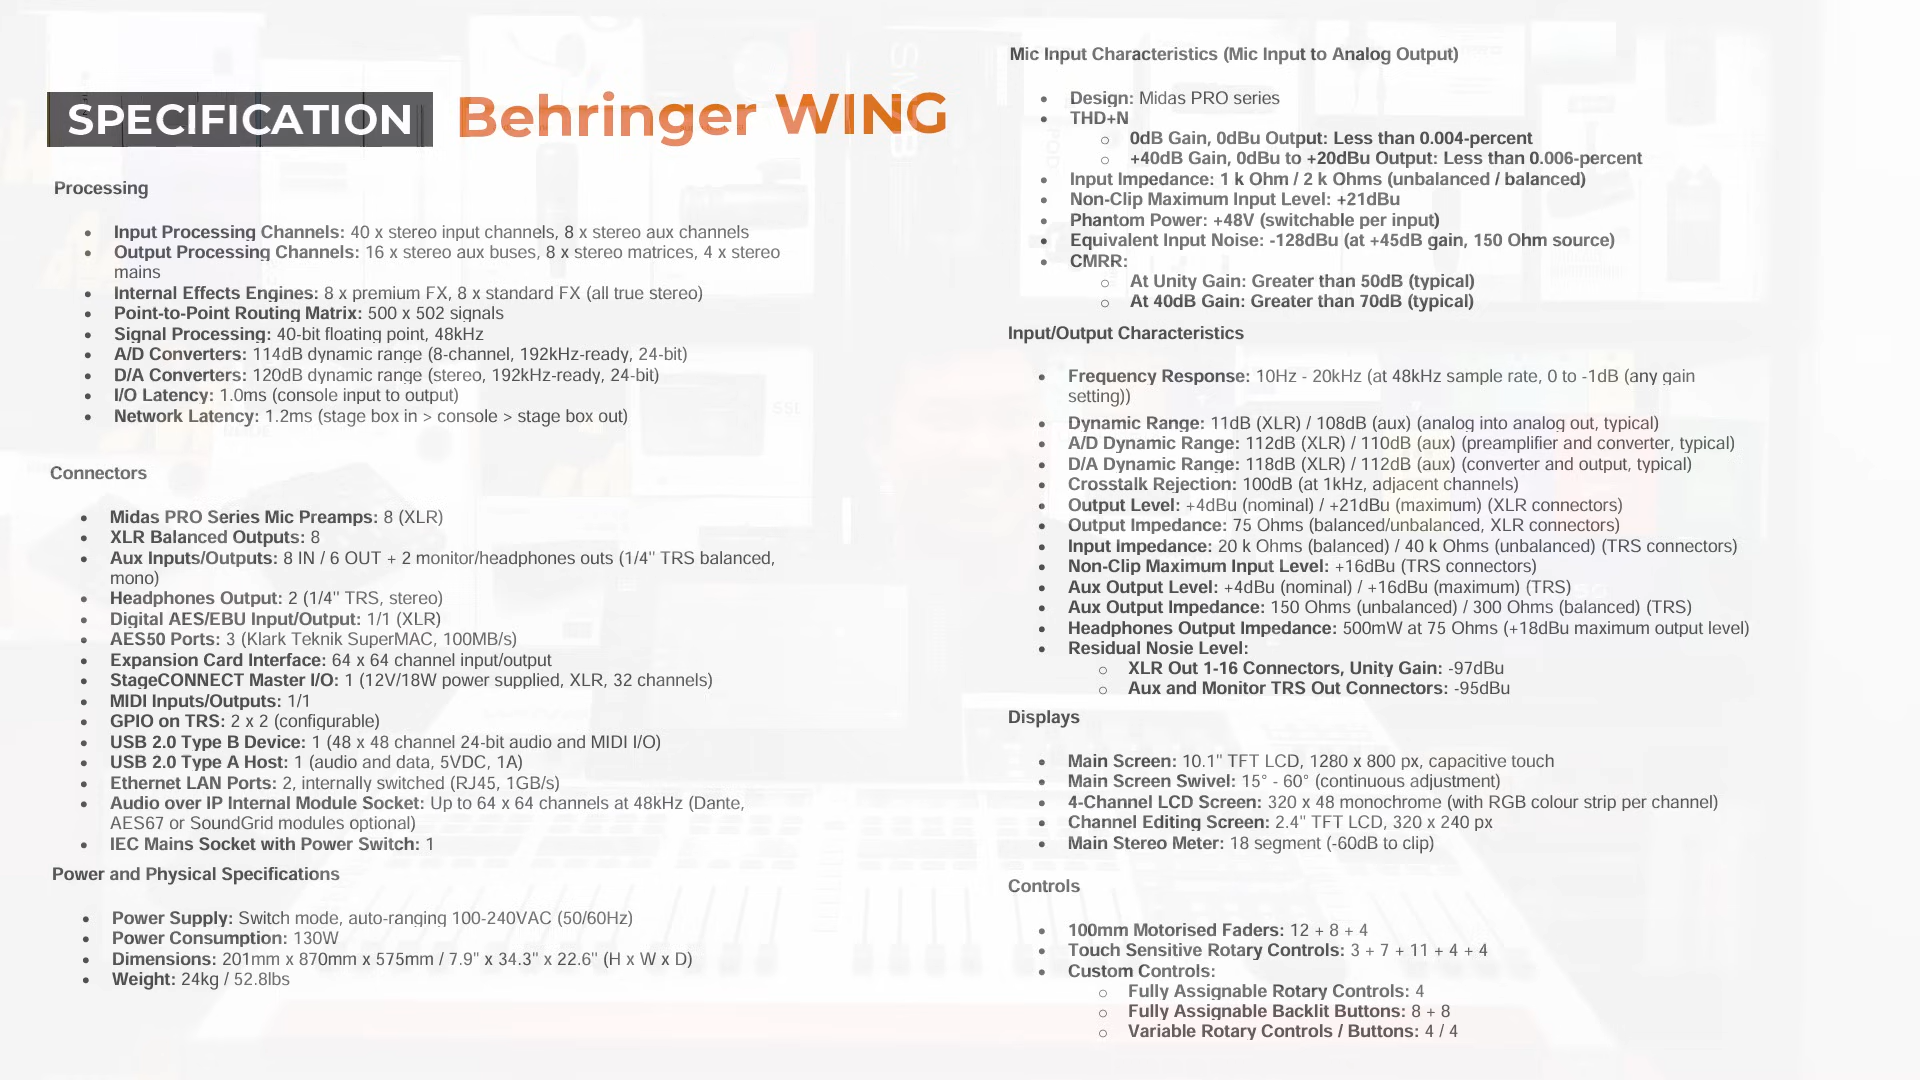 SPECIFICATION Behringer WING
Processing
• Input Processing Channels: 40 x stereo input channels, 8 x stereo aux channels
• Output Processing Channels: 16 x stereo aux buses, 8 x stereo matrices, 4 x stereo
mains
• Internal Effects Engines: 8 x premium FX, 8 x standard FX (all true stereo)
• Point-to-Point Routing Matrix: 500 x 502 signals
• Signal Processing: 40-bit floating point, 48kHz
• A/D Converters: 114dB dynamic range (8-channel, 192kHz-ready, 24-bit)
• D/A Converters: 120dB dynamic range (stereo, 192kHz-ready, 24-bit)
• I/O Latency: 1.0ms (console input to output)
• Network Latency: 1.2ms (stage box in > console > stage box out)
Connectors
• Midas PRO Series Mic Preamps: 8 (XLR)
• XLR Balanced Outputs: 8
• Aux Inputs/Outputs: 8 IN / 6 OUT + 2 monitor/headphones outs (1/4" TRS balanced,
mono)
• Headphones Output: 2 (1/4" TRS, stereo)
• Digital AES/EBU Input/Output: 1/1 (XLR)
• AES50 Ports: 3 (Klark Teknik SuperMAC, 100MB/s)
• Expansion Card Interface: 64 x 64 channel input/output
• StageCONNECT Master I/O: 1 (12V/18W power supplied, XLR, 32 channels)
• MIDI Inputs/Outputs: 1/1
• GPIO on TRS: 2 x 2 (configurable)
• USB 2.0 Type B Device: 1 (48 x 48 channel 24-bit audio and MIDI I/O)
• USB 2.0 Type A Host: 1 (audio and data, 5VDC, 1A)
• Ethernet LAN Ports: 2, internally switched (RJ45, 1GB/s)
• Audio over IP Internal Module Socket: Up to 64 x 64 channels at 48kHz (Dante,
AES67 or SoundGrid modules optional)
• IEC Mains Socket with Power Switch: 1
Power and Physical Specifications
• Power Supply: Switch mode, auto-ranging 100-240VAC (50/60Hz)
• Power Consumption: 130W
• Dimensions: 201mm x 870mm x 575mm / 7.9" x 34.3" x 22.6" (H x W x D)
• Weight: 24kg / 52.8lbs
Mic Input Characteristics (Mic Input to Analog Output)
• Design: Midas PRO series
• THD+N
o 0dB Gain, 0dBu Output: Less than 0.004-percent
o +40dB Gain, 0dBu to +20dBu Output: Less than 0.006-percent
• Input Impedance: 1 k Ohm / 2 k Ohms (unbalanced / balanced)
• Non-Clip Maximum Input Level: +21dBu
• Phantom Power: +48V (switchable per input)
• Equivalent Input Noise: -128dBu (at +45dB gain, 150 Ohm source)
• CMRR:
o At Unity Gain: Greater than 50dB (typical)
o At 40dB Gain: Greater than 70dB (typical)
Input/Output Characteristics
• Frequency Response: 10Hz - 20kHz (at 48kHz sample rate, 0 to -1dB (any gain
setting))
• Dynamic Range: 11dB (XLR) / 108dB (aux) (analog into analog out, typical)
• A/D Dynamic Range: 112dB (XLR) / 110dB (aux) (preamplifier and converter, typical)
• D/A Dynamic Range: 118dB (XLR) / 112dB (aux) (converter and output, typical)
• Crosstalk Rejection: 100dB (at 1kHz, adjacent channels)
• Output Level: +4dBu (nominal) / +21dBu (maximum) (XLR connectors)
• Output Impedance: 75 Ohms (balanced/unbalanced, XLR connectors)
• Input Impedance: 20 k Ohms (balanced) / 40 k Ohms (unbalanced) (TRS connectors)
• Non-Clip Maximum Input Level: +16dBu (TRS connectors)
• Aux Output Level: +4dBu (nominal) / +16dBu (maximum) (TRS)
• Aux Output Impedance: 150 Ohms (unbalanced) / 300 Ohms (balanced) (TRS)
• Headphones Output Impedance: 500mW at 75 Ohms (+18dBu maximum output level)
• Residual Nosie Level:
o XLR Out 1-16 Connectors, Unity Gain: -97dBu
o Aux and Monitor TRS Out Connectors: -95dBu
Displays
• Main Screen: 10.1" TFT LCD, 1280 x 800 px, capacitive touch
• Main Screen Swivel: 15° - 60° (continuous adjustment)
• 4-Channel LCD Screen: 320 x 48 monochrome (with RGB colour strip per channel)
• Channel Editing Screen: 2.4" TFT LCD, 320 x 240 px
• Main Stereo Meter: 18 segment (-60dB to clip)
Controls
• 100mm Motorised Faders: 12 + 8 + 4
• Touch Sensitive Rotary Controls: 3 + 7 + 11 + 4 + 4
• Custom Controls:
o Fully Assignable Rotary Controls: 4
o Fully Assignable Backlit Buttons: 8 + 8
o Variable Rotary Controls / Buttons: 4 / 4